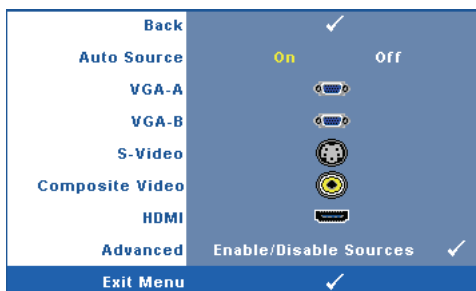 Back
Auto Source On Off
VGA-A
VGA-B
S-Video
Composite Video
HDMI
Advanced Enable/Disable Sources
Exit Menu